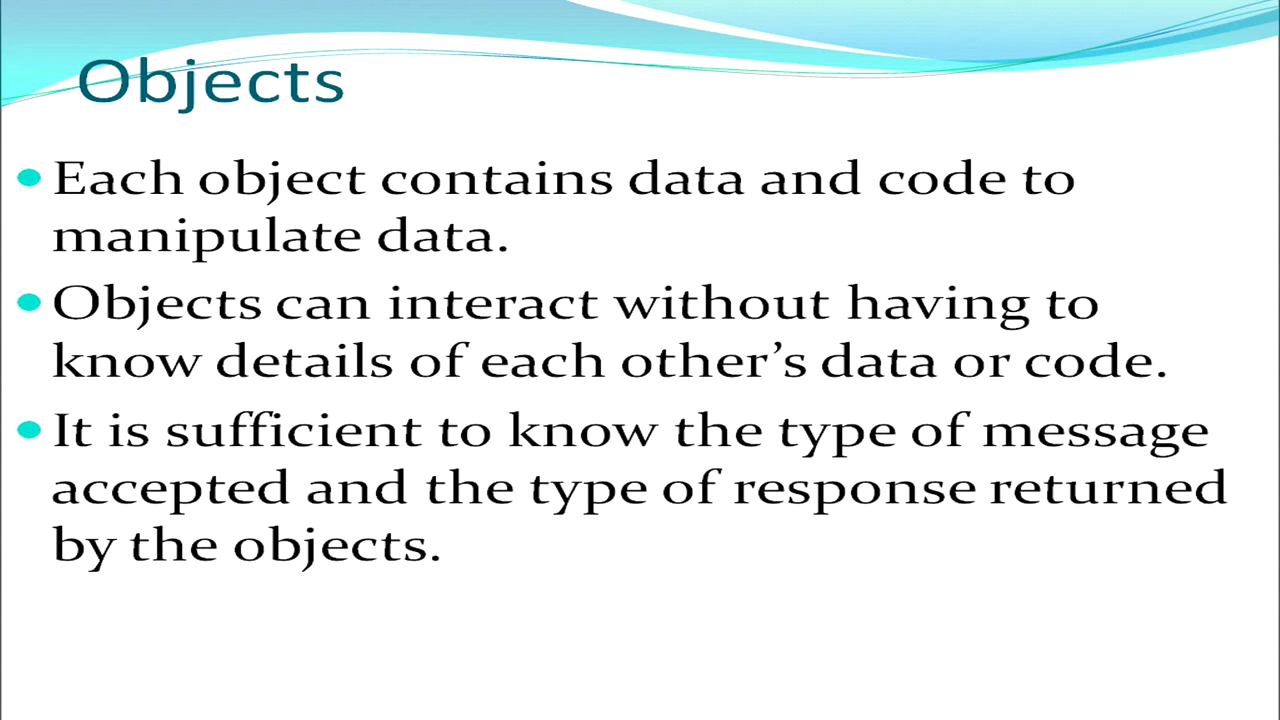 Objects
Each object contains data and code to
manipulate data.
Objects can interact without having to
know details of each other’s data or code.
It is sufficient to know the type of message
accepted and the type of response returned
by the objects.